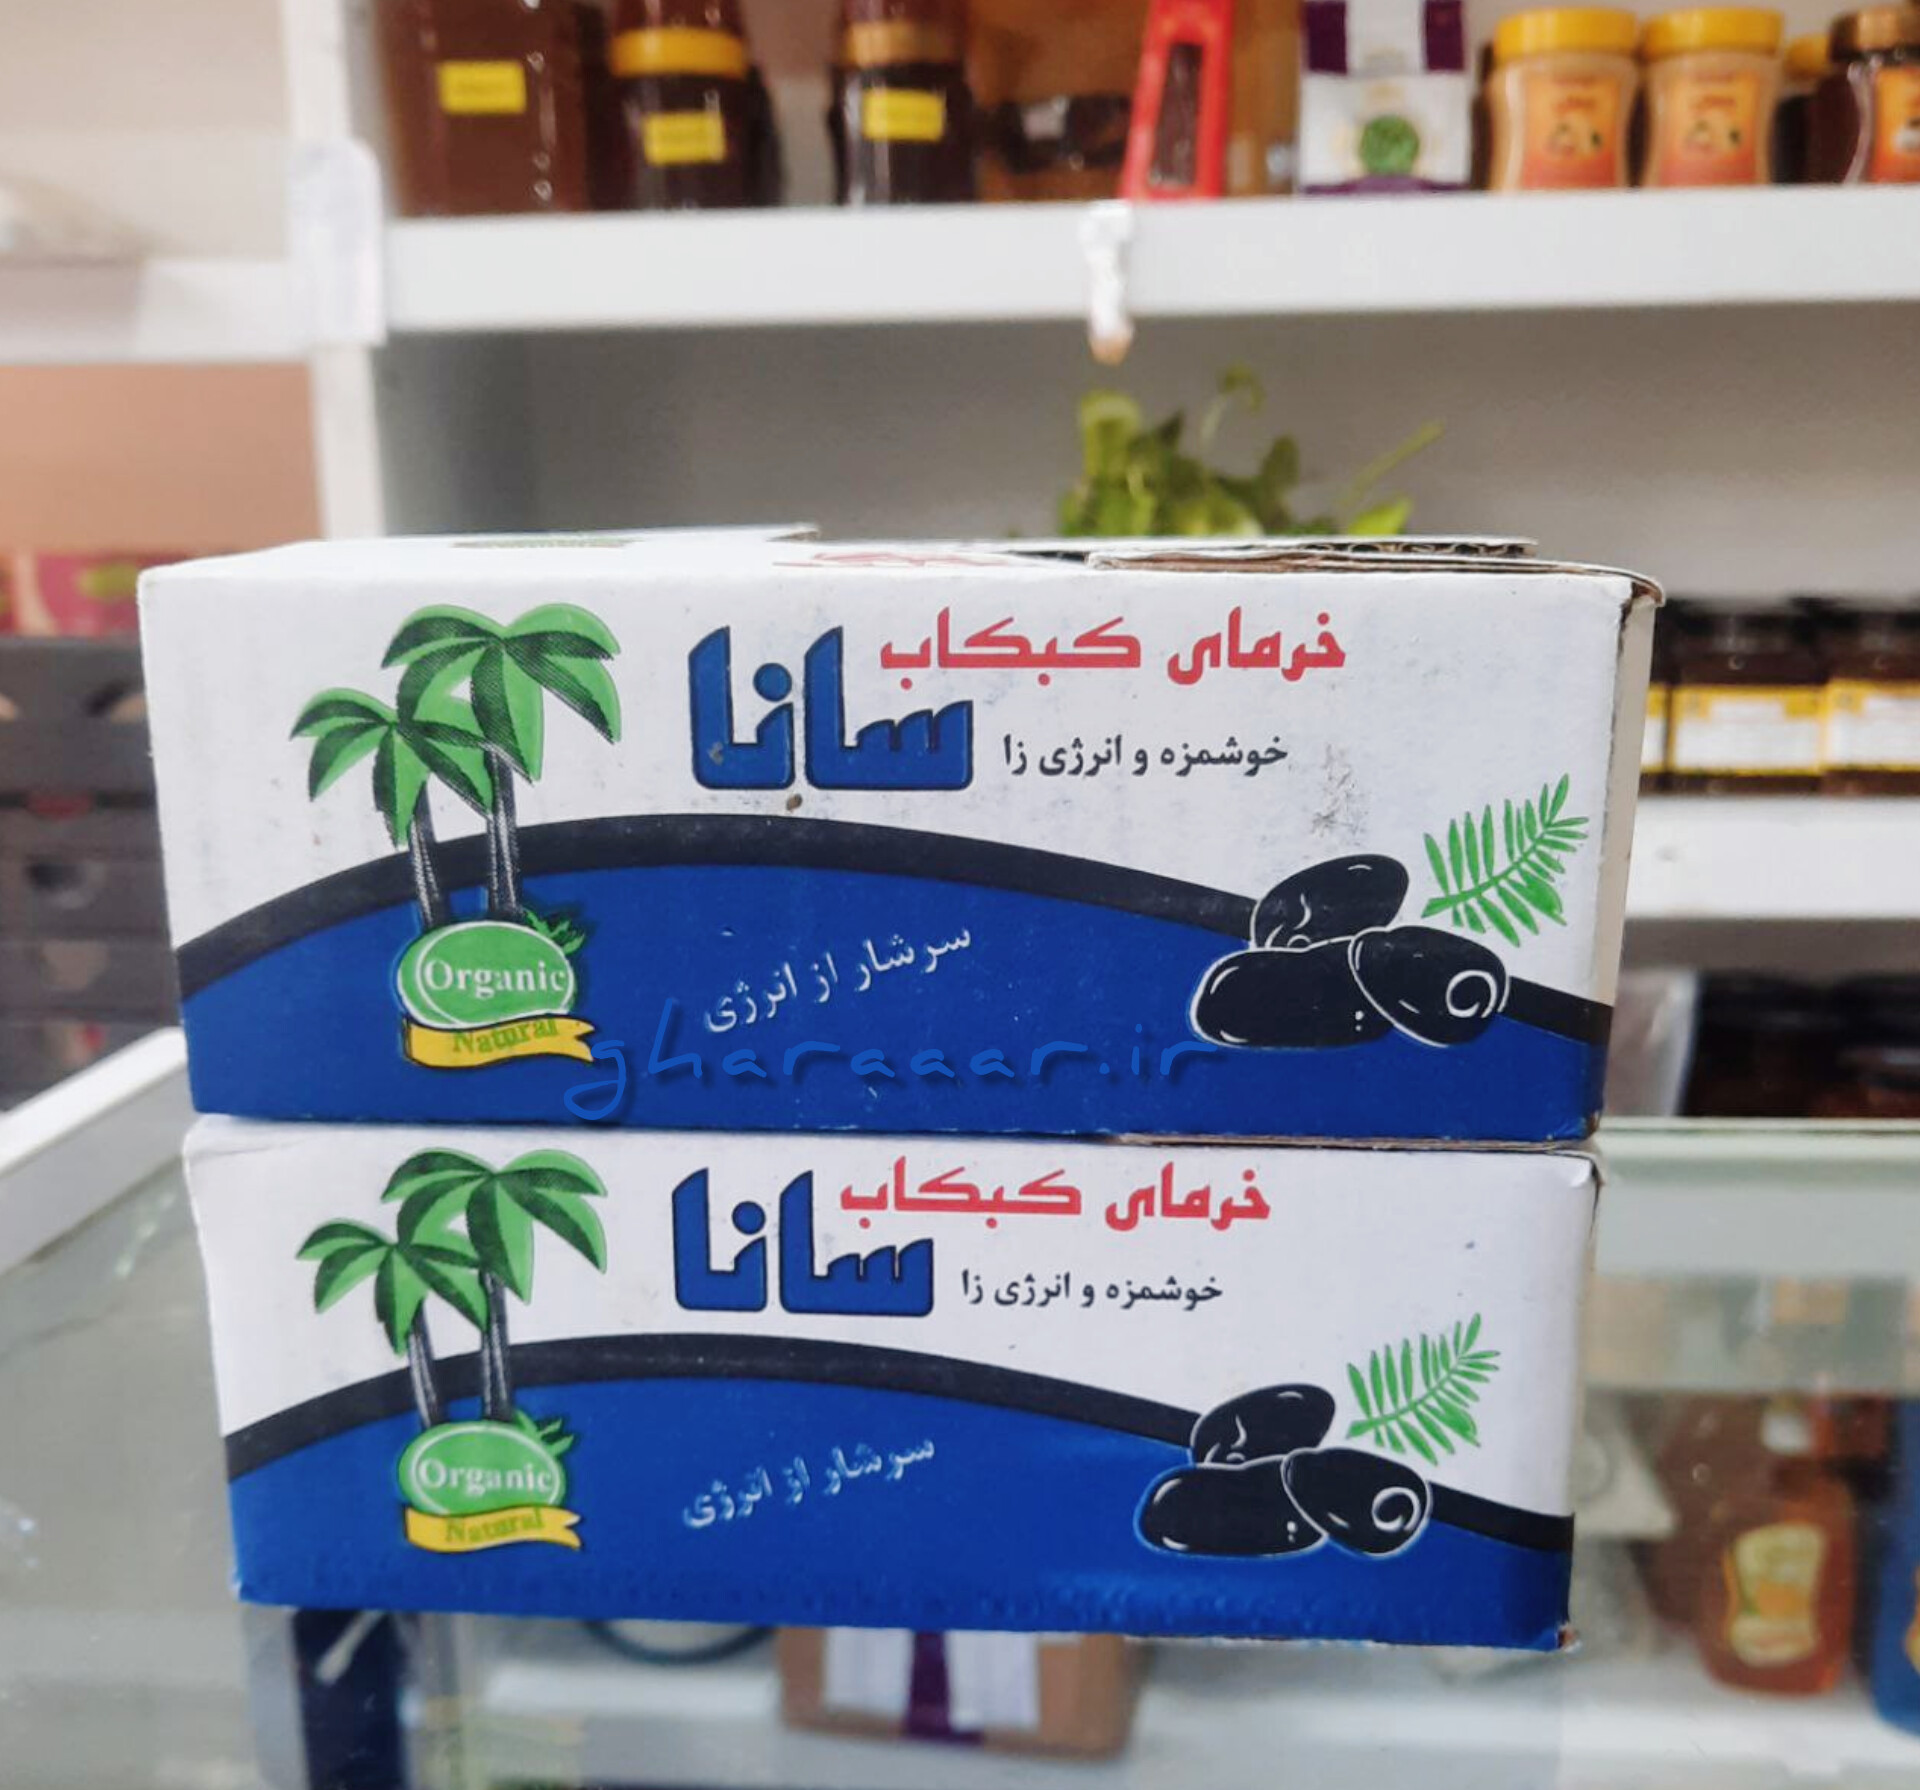 خرمای کبکاب
سانا
خوشمزه و انرژی زا
سرشار از انرژی
Organic
Natural
gharaaar.ir
خرمای کبکاب
سانا
خوشمزه و انرژی زا
سرشار از انرژی
Organic
Natural